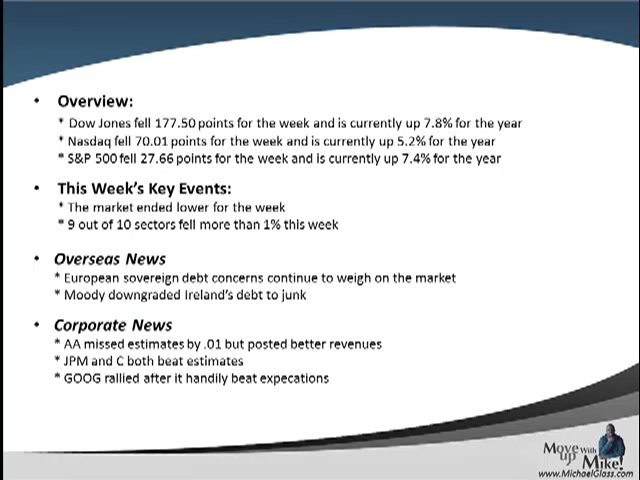 • Overview:
* Dow Jones fell 177.50 points for the week and is currently up 7.8% for the year
* Nasdaq fell 70.01 points for the week and is currently up 5.2% for the year
* S&P 500 fell 27.66 points for the week and is currently up 7.4% for the year
• This Week's Key Events:
* The market ended lower for the week
* 9 out of 10 sectors fell more than 1% this week
• Overseas News
* European sovereign debt concerns continue to weigh on the market
* Moody downgraded Ireland's debt to junk
• Corporate News
* AA missed estimates by .01 but posted better revenues
* JPM and C both beat estimates
* GOOG rallied after it handily beat expecations
Move up With Mike!
www.MichaelGlass.com